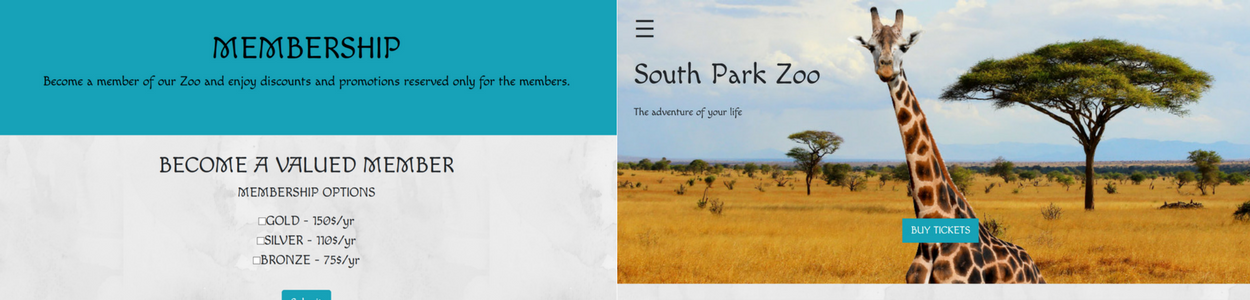 MEMBERSHIP
Become a member of our Zoo and enjoy discounts and promotions reserved only for the members.
BECOME A VALUED MEMBER
MEMBERSHIP OPTIONS
GOLD - 150$/yr
SILVER - 110$/yr
BRONZE - 75$/yr
South Park Zoo
The adventure of your life
BUY TICKETS